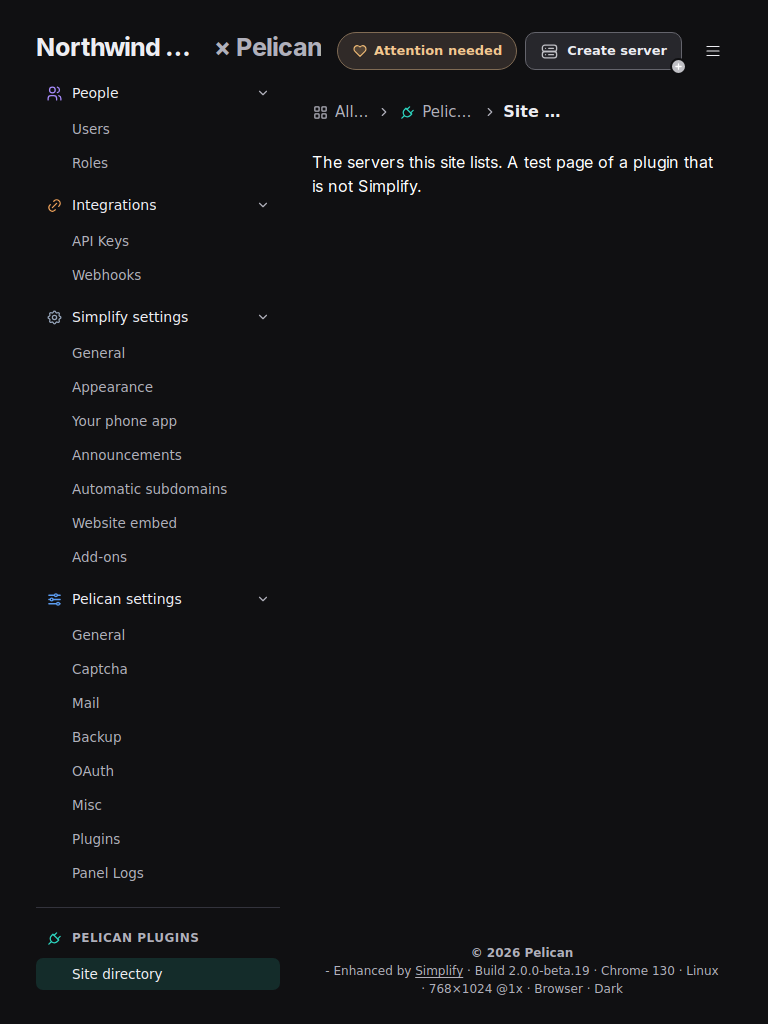 Northwind ... × Pelican
Attention needed
Create server
People
Users
Roles
Integrations
API Keys
Webhooks
Simplify settings
General
Appearance
Your phone app
Announcements
Automatic subdomains
Website embed
Add-ons
Pelican settings
General
Captcha
Mail
Backup
OAuth
Misc
Plugins
Panel Logs
PELICAN PLUGINS
Site directory
All... > Pelic... > Site ...
The servers this site lists. A test page of a plugin that
is not Simplify.
© 2026 Pelican
- Enhanced by Simplify · Build 2.0.0-beta.19 · Chrome 130 · Linux
· 768×1024 @1x · Browser · Dark